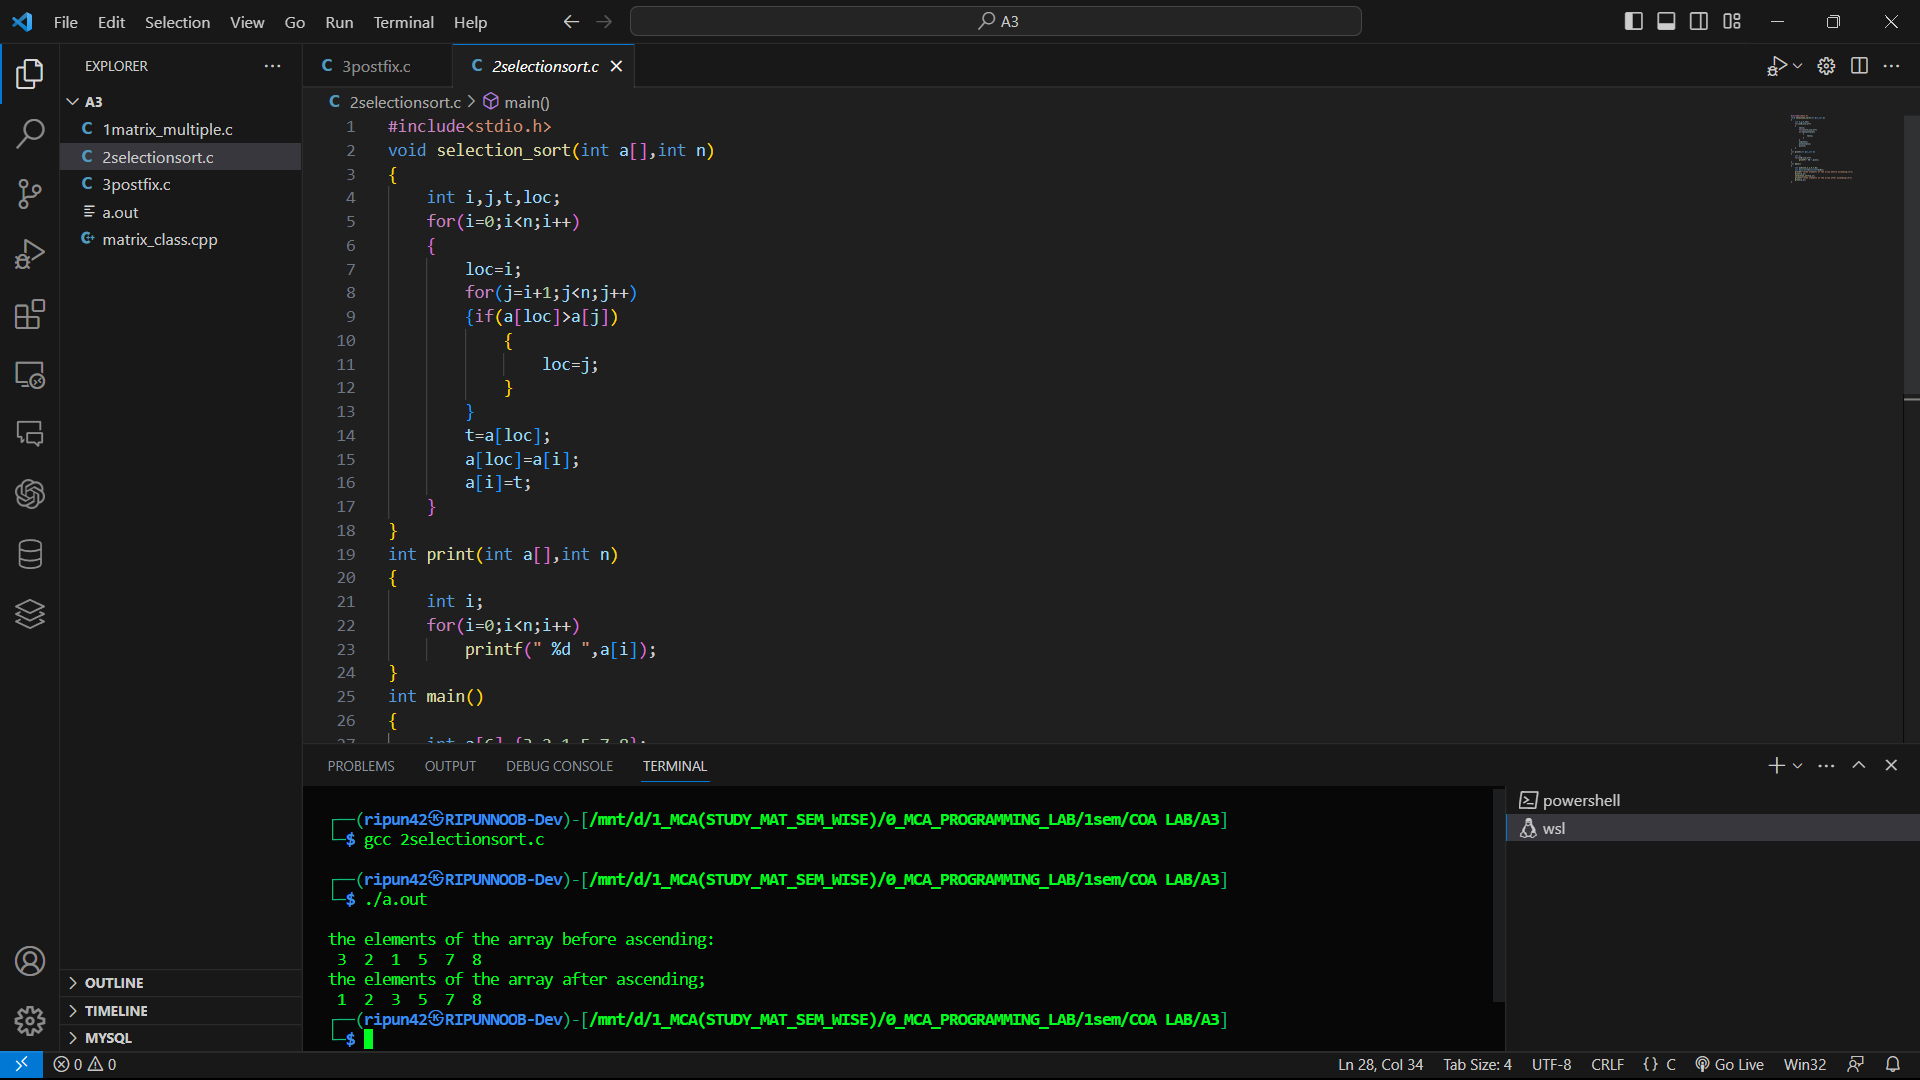 File Edit Selection View Go Run Terminal Help
A3
EXPLORER
A3
1matrix_multiple.c
2selectionsort.c
3postfix.c
a.out
matrix_class.cpp
OUTLINE
TIMELINE
MYSQL
3postfix.c
2selectionsort.c
2selectionsort.c > main()
1 #include<stdio.h>
2 void selection_sort(int a[],int n)
3 {
4 int i,j,t,loc;
5 for(i=0;i<n;i++)
6 {
7 loc=i;
8 for(j=i+1;j<n;j++)
9 {if(a[loc]>a[j])
10 {
11 loc=j;
12 }
13 }
14 t=a[loc];
15 a[loc]=a[i];
16 a[i]=t;
17 }
18 }
19 int print(int a[],int n)
20 {
21 int i;
22 for(i=0;i<n;i++)
23 printf(" %d ",a[i]);
24 }
25 int main()
26 {
PROBLEMS OUTPUT DEBUG CONSOLE TERMINAL
(ripun42㉿RIPUNNOOB-Dev)-[/mnt/d/1_MCA(STUDY_MAT_SEM_WISE)/0_MCA_PROGRAMMING_LAB/1sem/COA LAB/A3]
$ gcc 2selectionsort.c
(ripun42㉿RIPUNNOOB-Dev)-[/mnt/d/1_MCA(STUDY_MAT_SEM_WISE)/0_MCA_PROGRAMMING_LAB/1sem/COA LAB/A3]
$ ./a.out
the elements of the array before ascending:
3 2 1 5 7 8
the elements of the array after ascending;
1 2 3 5 7 8
(ripun42㉿RIPUNNOOB-Dev)-[/mnt/d/1_MCA(STUDY_MAT_SEM_WISE)/0_MCA_PROGRAMMING_LAB/1sem/COA LAB/A3]
$
powershell
wsl
0 0
Ln 28, Col 34 Tab Size: 4 UTF-8 CRLF {} C Go Live Win32